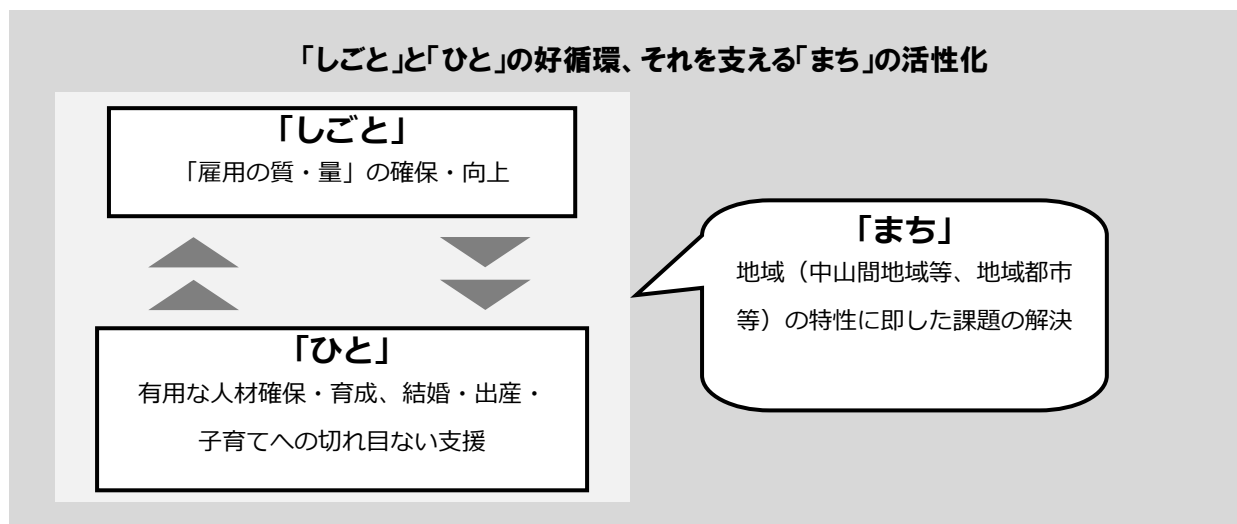 「しごと」と「ひと」の好循環、それを支える「まち」の活性化
「しごと」
「雇用の質・量」の確保・向上
「ひと」
有用な人材確保・育成、結婚・出産・
子育てへの切れ目ない支援
「まち」
地域（中山間地域等、地域都市
等）の特性に即した課題の解決